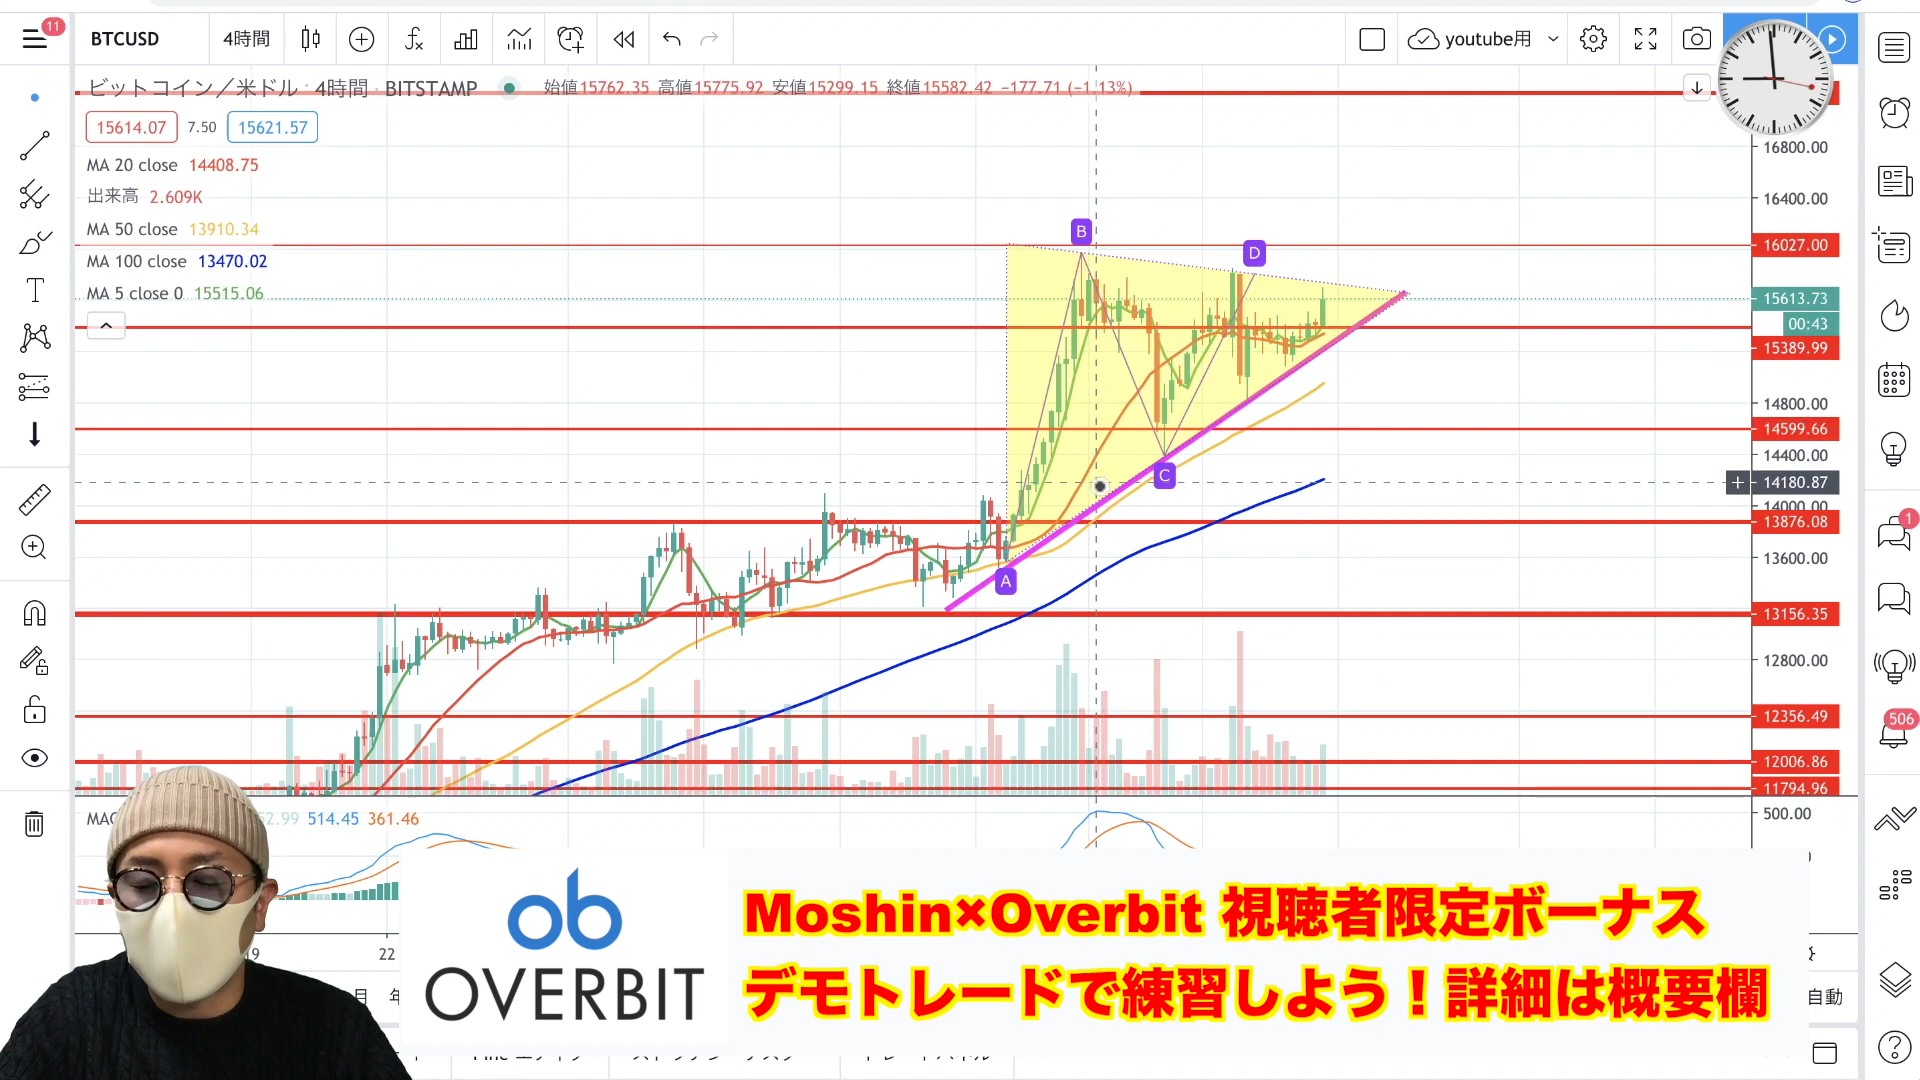 11
BTCUSD
4時間
youtube用
ビットコイン／米ドル · 4時間 · BITSTAMP
始値15762.35 高値15775.92 安値15299.15 終値15582.42 −177.71 (−1.13%)
15614.07
7.50
15621.57
MA 20 close 14408.75
出来高 2.609K
MA 50 close 13910.34
MA 100 close 13470.02
MA 5 close 0 15515.06
16800.00
16400.00
16027.00
15613.73
00:43
15389.99
14800.00
14599.66
14400.00
14180.87
14000.00
13876.08
13600.00
13156.35
12800.00
12356.49
12006.86
11794.96
B
D
C
A
1
506
514.45 361.46
500.00
22
自動
ob
OVERBIT
Moshin×Overbit 視聴者限定ボーナス
デモトレードで練習しよう！詳細は概要欄